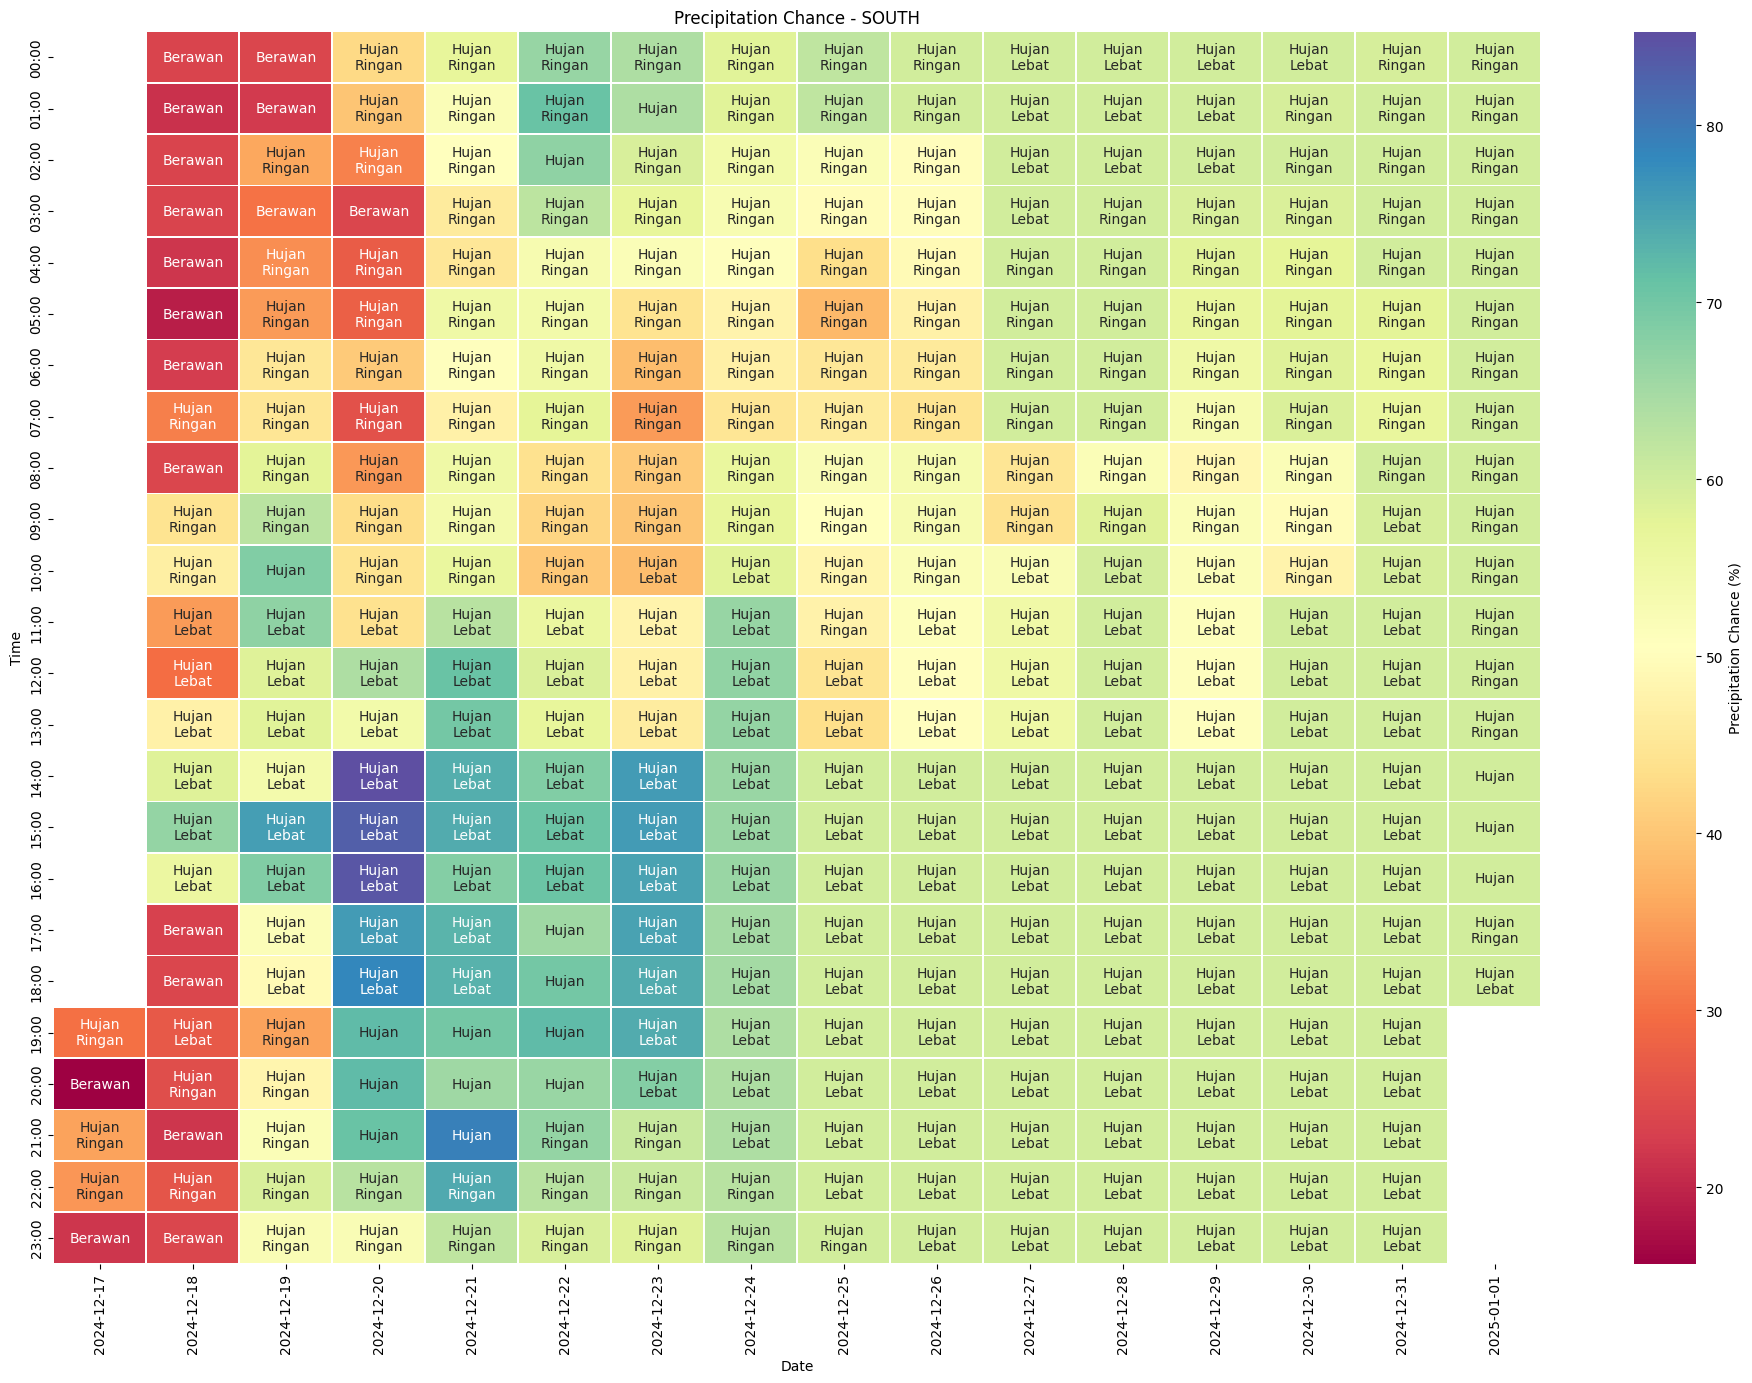 Precipitation Chance - SOUTH
00:00 Berawan Berawan Hujan Ringan Hujan Ringan Hujan Ringan Hujan Ringan Hujan Ringan Hujan Ringan Hujan Ringan Hujan Lebat Hujan Lebat Hujan Lebat Hujan Lebat Hujan Ringan Hujan Ringan
01:00 Berawan Berawan Hujan Ringan Hujan Ringan Hujan Ringan Hujan Hujan Ringan Hujan Ringan Hujan Ringan Hujan Lebat Hujan Lebat Hujan Lebat Hujan Ringan Hujan Ringan Hujan Ringan
02:00 Berawan Hujan Ringan Hujan Ringan Hujan Ringan Hujan Hujan Ringan Hujan Ringan Hujan Ringan Hujan Ringan Hujan Lebat Hujan Lebat Hujan Lebat Hujan Ringan Hujan Ringan Hujan Ringan
03:00 Berawan Berawan Berawan Hujan Ringan Hujan Ringan Hujan Ringan Hujan Ringan Hujan Ringan Hujan Ringan Hujan Lebat Hujan Ringan Hujan Ringan Hujan Ringan Hujan Ringan Hujan Ringan
04:00 Berawan Hujan Ringan Hujan Ringan Hujan Ringan Hujan Ringan Hujan Ringan Hujan Ringan Hujan Ringan Hujan Ringan Hujan Ringan Hujan Ringan Hujan Ringan Hujan Ringan Hujan Ringan Hujan Ringan
05:00 Berawan Hujan Ringan Hujan Ringan Hujan Ringan Hujan Ringan Hujan Ringan Hujan Ringan Hujan Ringan Hujan Ringan Hujan Ringan Hujan Ringan Hujan Ringan Hujan Ringan Hujan Ringan Hujan Ringan
06:00 Berawan Hujan Ringan Hujan Ringan Hujan Ringan Hujan Ringan Hujan Ringan Hujan Ringan Hujan Ringan Hujan Ringan Hujan Ringan Hujan Ringan Hujan Ringan Hujan Ringan Hujan Ringan Hujan Ringan
07:00 Hujan Ringan Hujan Ringan Hujan Ringan Hujan Ringan Hujan Ringan Hujan Ringan Hujan Ringan Hujan Ringan Hujan Ringan Hujan Ringan Hujan Ringan Hujan Ringan Hujan Ringan Hujan Ringan Hujan Ringan
08:00 Berawan Hujan Ringan Hujan Ringan Hujan Ringan Hujan Ringan Hujan Ringan Hujan Ringan Hujan Ringan Hujan Ringan Hujan Ringan Hujan Ringan Hujan Ringan Hujan Ringan Hujan Ringan Hujan Ringan
09:00 Hujan Ringan Hujan Ringan Hujan Ringan Hujan Ringan Hujan Ringan Hujan Ringan Hujan Ringan Hujan Ringan Hujan Ringan Hujan Ringan Hujan Ringan Hujan Ringan Hujan Ringan Hujan Lebat Hujan Ringan
10:00 Hujan Ringan Hujan Hujan Ringan Hujan Ringan Hujan Ringan Hujan Lebat Hujan Lebat Hujan Ringan Hujan Ringan Hujan Lebat Hujan Lebat Hujan Lebat Hujan Ringan Hujan Lebat Hujan Ringan
11:00 Hujan Lebat Hujan Lebat Hujan Lebat Hujan Lebat Hujan Lebat Hujan Lebat Hujan Lebat Hujan Ringan Hujan Lebat Hujan Lebat Hujan Lebat Hujan Lebat Hujan Lebat Hujan Lebat Hujan Ringan
12:00 Hujan Lebat Hujan Lebat Hujan Lebat Hujan Lebat Hujan Lebat Hujan Lebat Hujan Lebat Hujan Lebat Hujan Lebat Hujan Lebat Hujan Lebat Hujan Lebat Hujan Lebat Hujan Lebat Hujan Ringan
13:00 Hujan Lebat Hujan Lebat Hujan Lebat Hujan Lebat Hujan Lebat Hujan Lebat Hujan Lebat Hujan Lebat Hujan Lebat Hujan Lebat Hujan Lebat Hujan Lebat Hujan Lebat Hujan Lebat Hujan Ringan
14:00 Hujan Lebat Hujan Lebat Hujan Lebat Hujan Lebat Hujan Lebat Hujan Lebat Hujan Lebat Hujan Lebat Hujan Lebat Hujan Lebat Hujan Lebat Hujan Lebat Hujan Lebat Hujan Lebat Hujan
15:00 Hujan Lebat Hujan Lebat Hujan Lebat Hujan Lebat Hujan Lebat Hujan Lebat Hujan Lebat Hujan Lebat Hujan Lebat Hujan Lebat Hujan Lebat Hujan Lebat Hujan Lebat Hujan Lebat Hujan
16:00 Hujan Lebat Hujan Lebat Hujan Lebat Hujan Lebat Hujan Lebat Hujan Lebat Hujan Lebat Hujan Lebat Hujan Lebat Hujan Lebat Hujan Lebat Hujan Lebat Hujan Lebat Hujan Lebat Hujan
17:00 Berawan Hujan Lebat Hujan Lebat Hujan Lebat Hujan Hujan Lebat Hujan Lebat Hujan Lebat Hujan Lebat Hujan Lebat Hujan Lebat Hujan Lebat Hujan Lebat Hujan Lebat Hujan Ringan
18:00 Berawan Hujan Lebat Hujan Lebat Hujan Lebat Hujan Hujan Lebat Hujan Lebat Hujan Lebat Hujan Lebat Hujan Lebat Hujan Lebat Hujan Lebat Hujan Lebat Hujan Lebat Hujan Lebat
19:00 Hujan Ringan Hujan Lebat Hujan Ringan Hujan Hujan Hujan Hujan Lebat Hujan Lebat Hujan Lebat Hujan Lebat Hujan Lebat Hujan Lebat Hujan Lebat Hujan Lebat Hujan Lebat
20:00 Berawan Hujan Ringan Hujan Ringan Hujan Hujan Hujan Hujan Lebat Hujan Lebat Hujan Lebat Hujan Lebat Hujan Lebat Hujan Lebat Hujan Lebat Hujan Lebat Hujan Lebat
21:00 Hujan Ringan Berawan Hujan Ringan Hujan Hujan Hujan Ringan Hujan Ringan Hujan Lebat Hujan Lebat Hujan Lebat Hujan Lebat Hujan Lebat Hujan Lebat Hujan Lebat Hujan Lebat
22:00 Hujan Ringan Hujan Ringan Hujan Ringan Hujan Ringan Hujan Ringan Hujan Ringan Hujan Ringan Hujan Ringan Hujan Lebat Hujan Lebat Hujan Lebat Hujan Lebat Hujan Lebat Hujan Lebat Hujan Lebat
23:00 Berawan Berawan Hujan Ringan Hujan Ringan Hujan Ringan Hujan Ringan Hujan Ringan Hujan Ringan Hujan Ringan Hujan Lebat Hujan Lebat Hujan Lebat Hujan Lebat Hujan Lebat Hujan Lebat
2024-12-17 2024-12-18 2024-12-19 2024-12-20 2024-12-21 2024-12-22 2024-12-23 2024-12-24 2024-12-25 2024-12-26 2024-12-27 2024-12-28 2024-12-29 2024-12-30 2024-12-31 2025-01-01
Date
Time
80
70
60
50
40
30
20
Precipitation Chance (%)